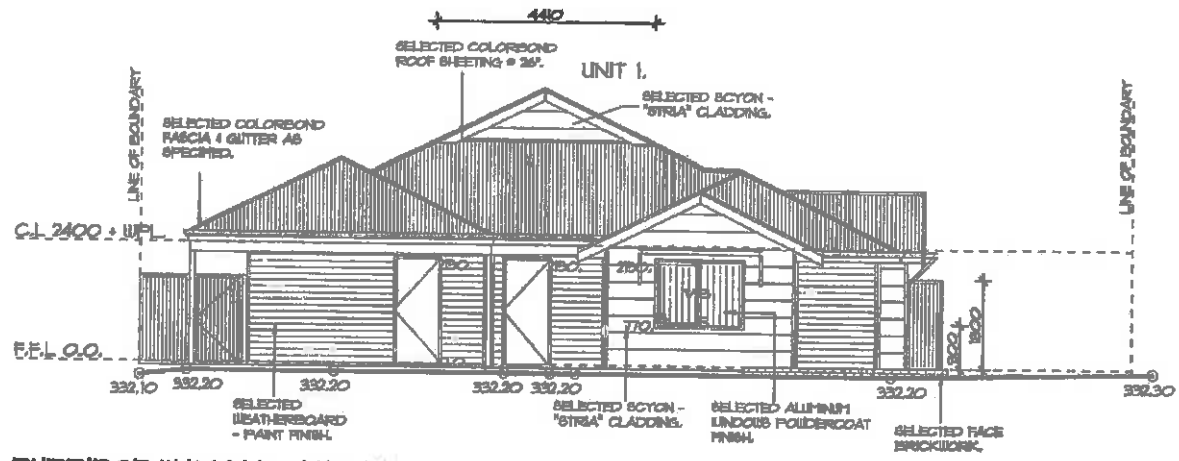 4410
SELECTED COLORBOND
ROOF SHEETING @ 26°.
UNIT 1.
SELECTED SCYON -
"STRIA" CLADDING.
LINE OF BOUNDARY
SELECTED COLORBOND
FASCIA & GUTTER AS
SPECIFIED.
LINE OF BOUNDARY
C.L 2400 + WPL
2150.
770.
1800
F.F.L 0.0.
332.10
332.20
332.20
332.20
332.20
332.20
332.30
SELECTED
WEATHERBOARD
- PAINT FINISH.
SELECTED SCYON -
"STRIA" CLADDING.
SELECTED ALUMINIUM
WINDOWS POWDERCOAT
FINISH.
SELECTED FACE
BRICKWORK.